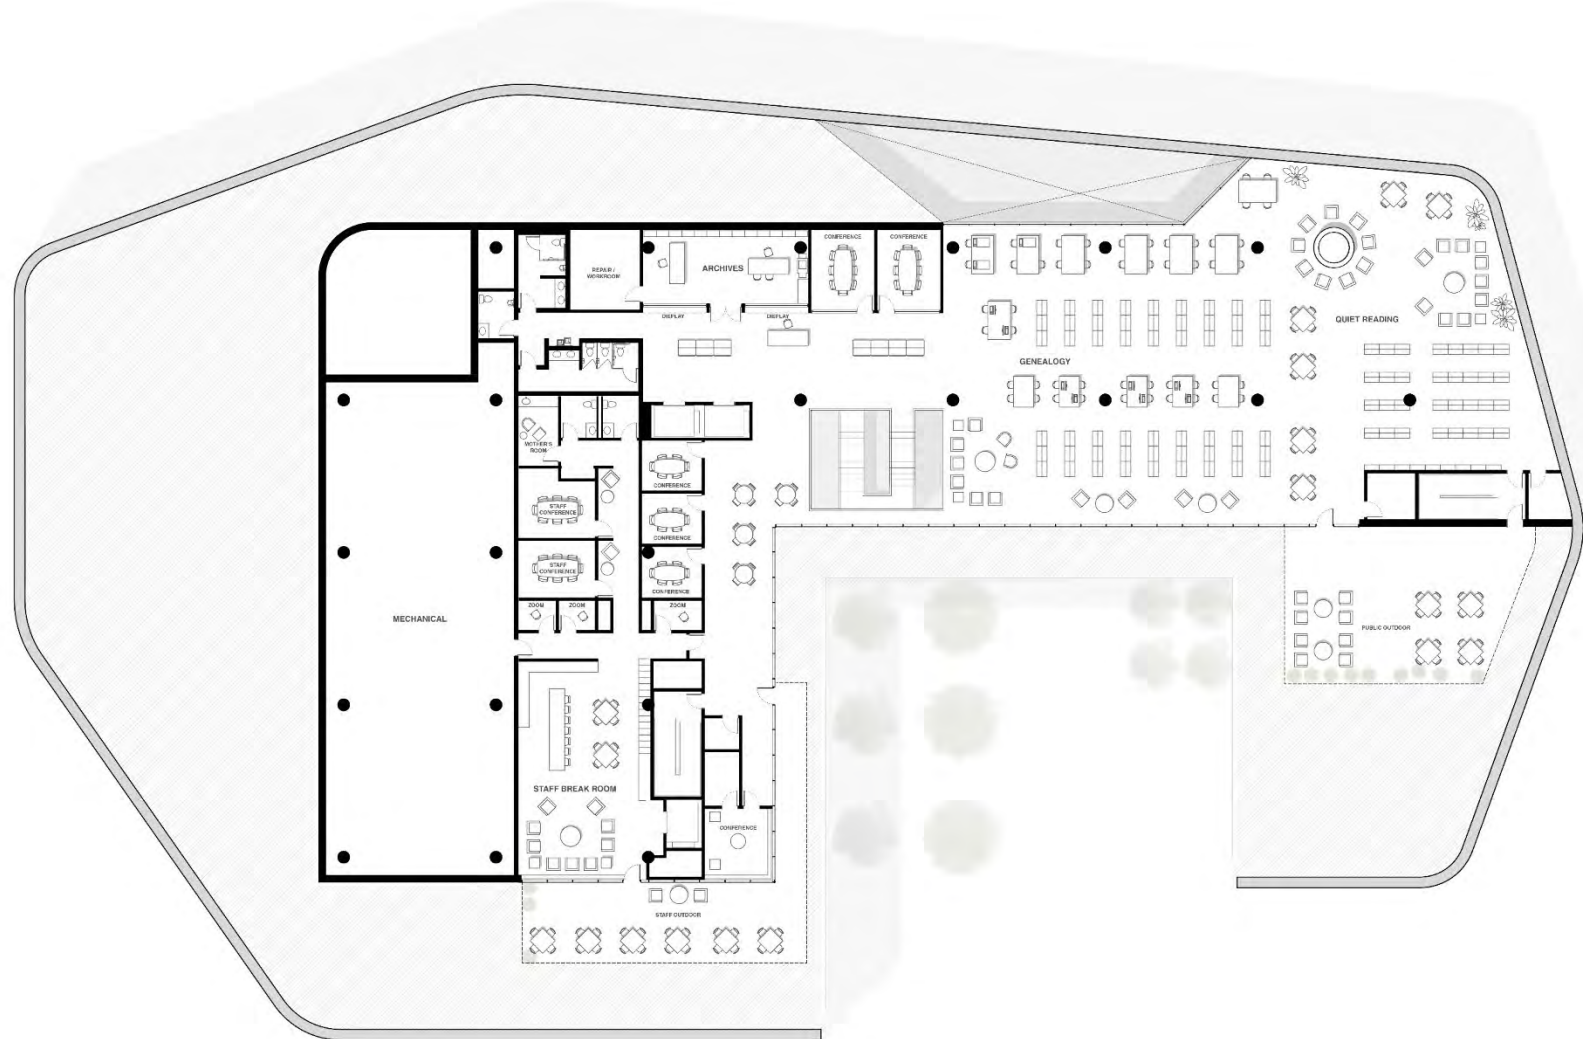 CONFERENCE
CONFERENCE
REPAIR /
WORKROOM
ARCHIVES
DISPLAY
DISPLAY
QUIET READING
GENEALOGY
MOTHER'S
ROOM
CONFERENCE
STAFF
CONFERENCE
CONFERENCE
STAFF
CONFERENCE
CONFERENCE
ZOOM
ZOOM
ZOOM
MECHANICAL
PUBLIC OUTDOOR
STAFF BREAK ROOM
CONFERENCE
STAFF OUTDOOR